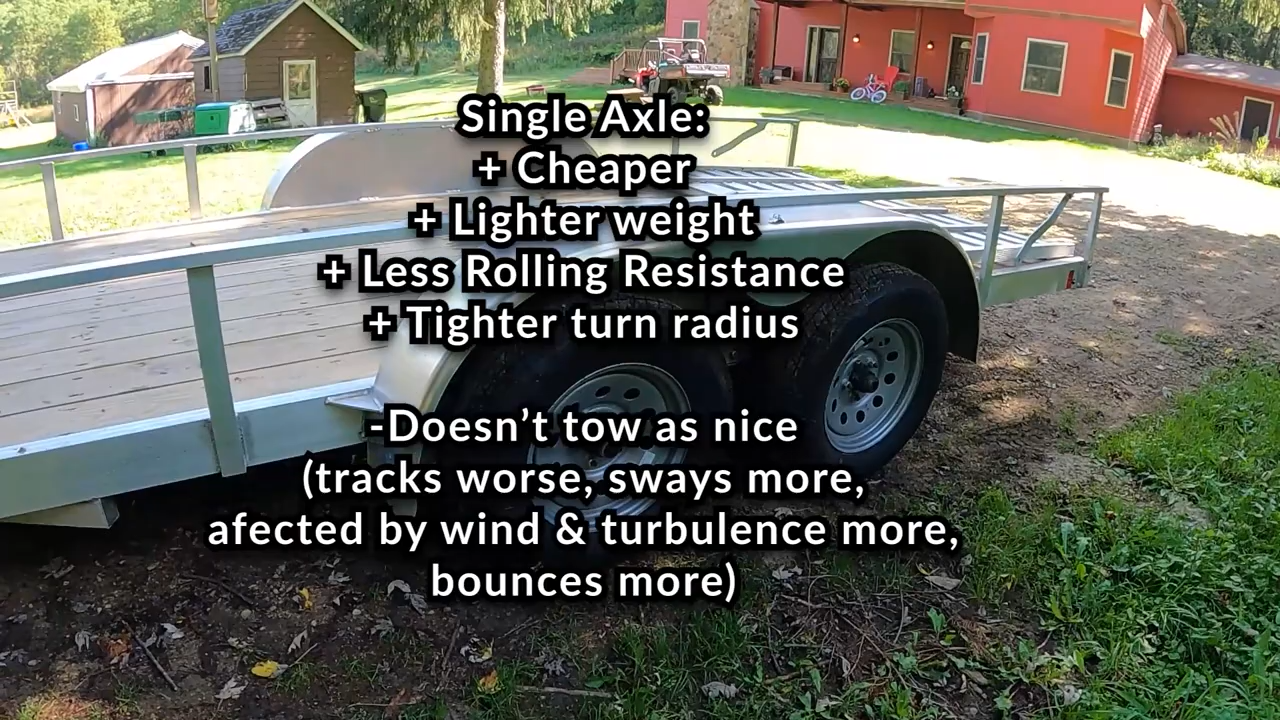 Single Axle:
+ Cheaper
+ Lighter weight
+ Less Rolling Resistance
+ Tighter turn radius
-Doesn't tow as nice
(tracks worse, sways more,
afected by wind & turbulence more,
bounces more)